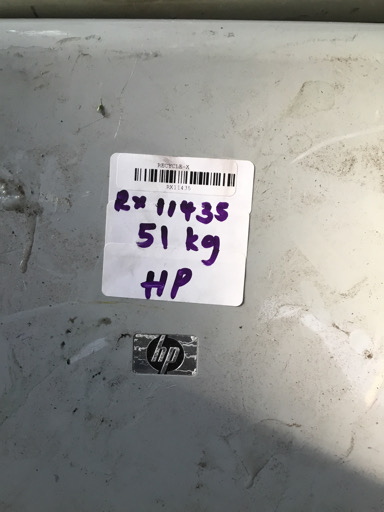 RECYCLE-X
RX11435
Rx 11435
51 kg
HP
hp